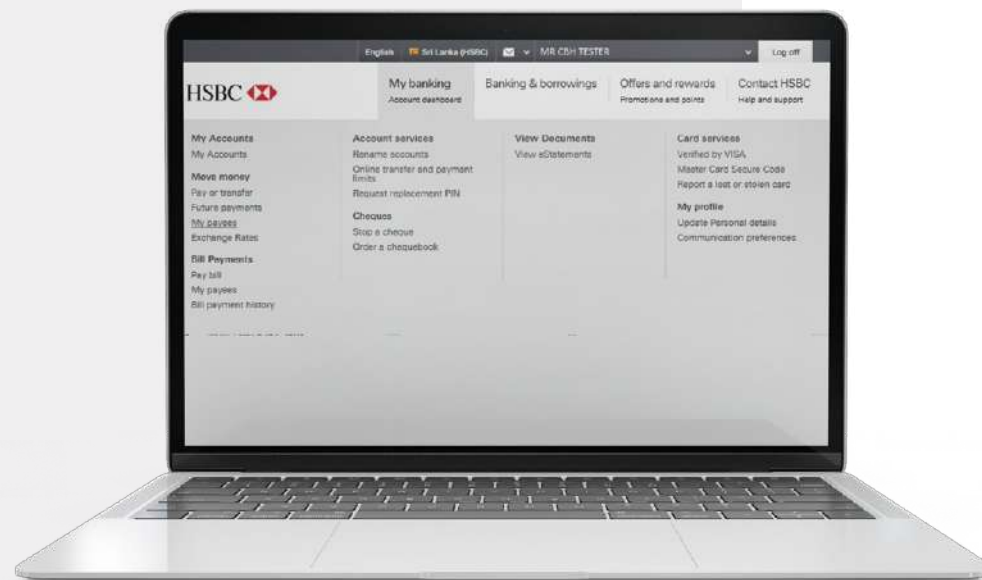 English Sri Lanka (HSBC) MR CBH TESTER Log off
HSBC
My banking
Account dashboard
Banking & borrowings
Offers and rewards
Promotions and points
Contact HSBC
Help and support
My Accounts
My Accounts
Move money
Pay or transfer
Future payments
My payees
Exchange Rates
Bill Payments
Pay bill
My payees
Bill payment history
Account services
Rename accounts
Online transfer and payment
limits
Request replacement PIN
Cheques
Stop a cheque
Order a chequebook
View Documents
View eStatements
Card services
Verified by VISA
Master Card Secure Code
Report a lost or stolen card
My profile
Update Personal details
Communication preferences